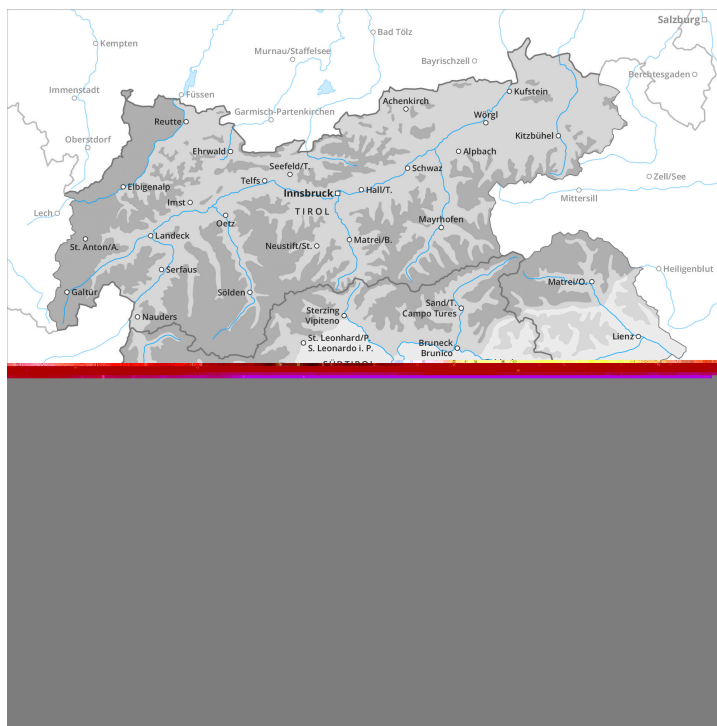 Salzburg
Bad Tölz
Kempten
Murnau/Staffelsee
Bayrischzell
Berchtesgaden
Immenstadt
Füssen
Kufstein
Achenkirch
Garmisch-Partenkirchen
Wörgl
Reutte
Kitzbühel
Oberstdorf
Ehrwald
Alpbach
Seefeld/T.
Schwaz
Zell/See
Telfs
Elbigenalp
Hall/T.
Innsbruck
Mittersill
Imst
TIROL
Lech
Oetz
Mayrhofen
Landeck
Matrei/B.
St. Anton/A.
Neustift/St.
Serfaus
Heiligenblut
Matrei/O.
Galtür
Sölden
Sand/T.
Campo Tures
Sterzing
Vipiteno
Nauders
St. Leonhard/P.
S. Leonardo i. P.
Lienz
Bruneck
Brunico
SÜDTIROL